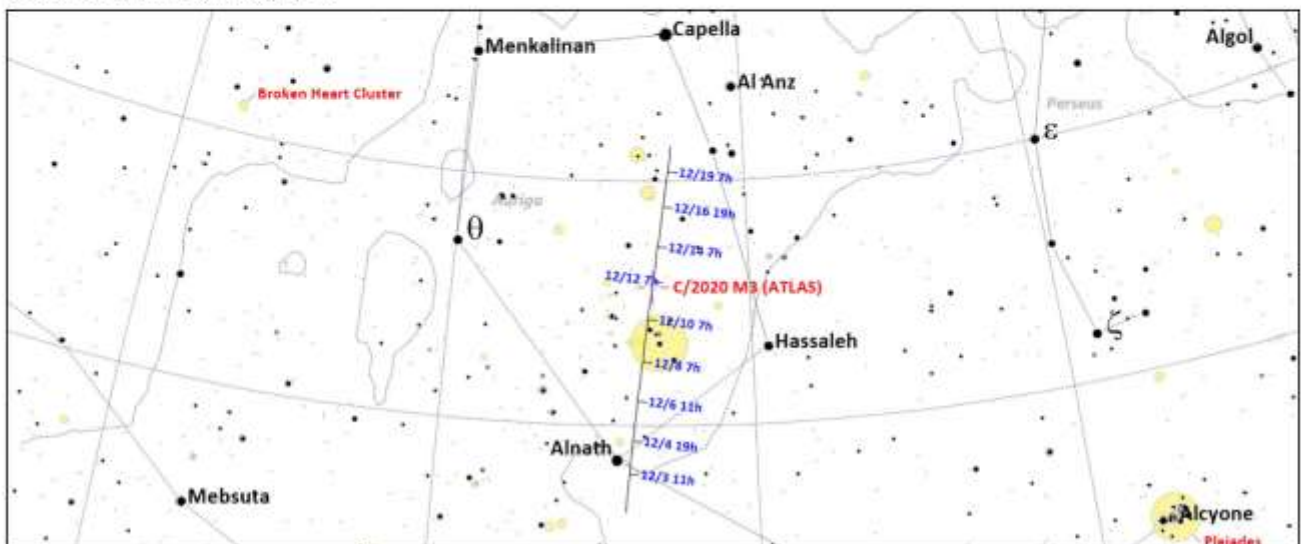 Capella
Menkalinan
Algol
Al Anz
Broken Heart Cluster
Perseus
ε
12/19 7h
Auriga
12/16 19h
θ
12/14 7h
12/12 7h
C/2020 M3 (ATLAS)
12/10 7h
ζ
Hassaleh
12/8 7h
12/6 11h
Alnath
12/4 19h
12/3 11h
Mebsuta
Alcyone
Pleiades